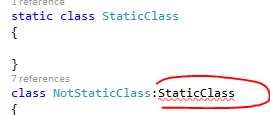 1 reference
static class StaticClass
{
}
7 references
class NotStaticClass:StaticClass
{